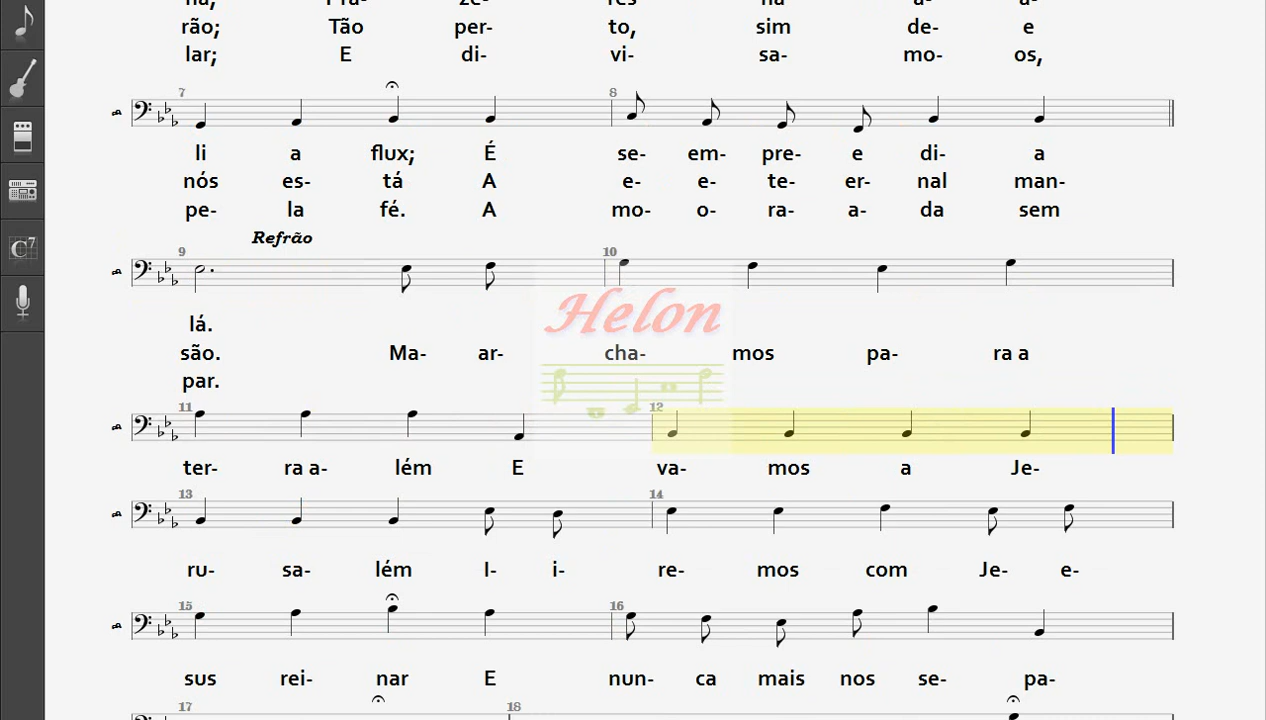 rão; Tão per- to, sim de- e
lar; E di- vi- sa- mo- os,
7 8
li a flux; É se- em- pre- e di- a
nós es- tá A e- e- te- er- nal man-
pe- la fé. A mo- o- ra- a- da sem
Refrão
9 10
Helon
lá.
são. Ma- ar- cha- mos pa- ra a
par.
11 12
ter- ra a- lém E va- mos a Je-
13 14
ru- sa- lém I- i- re- mos com Je- e-
15 16
sus rei- nar E nun- ca mais nos se- pa-
17 18
C7